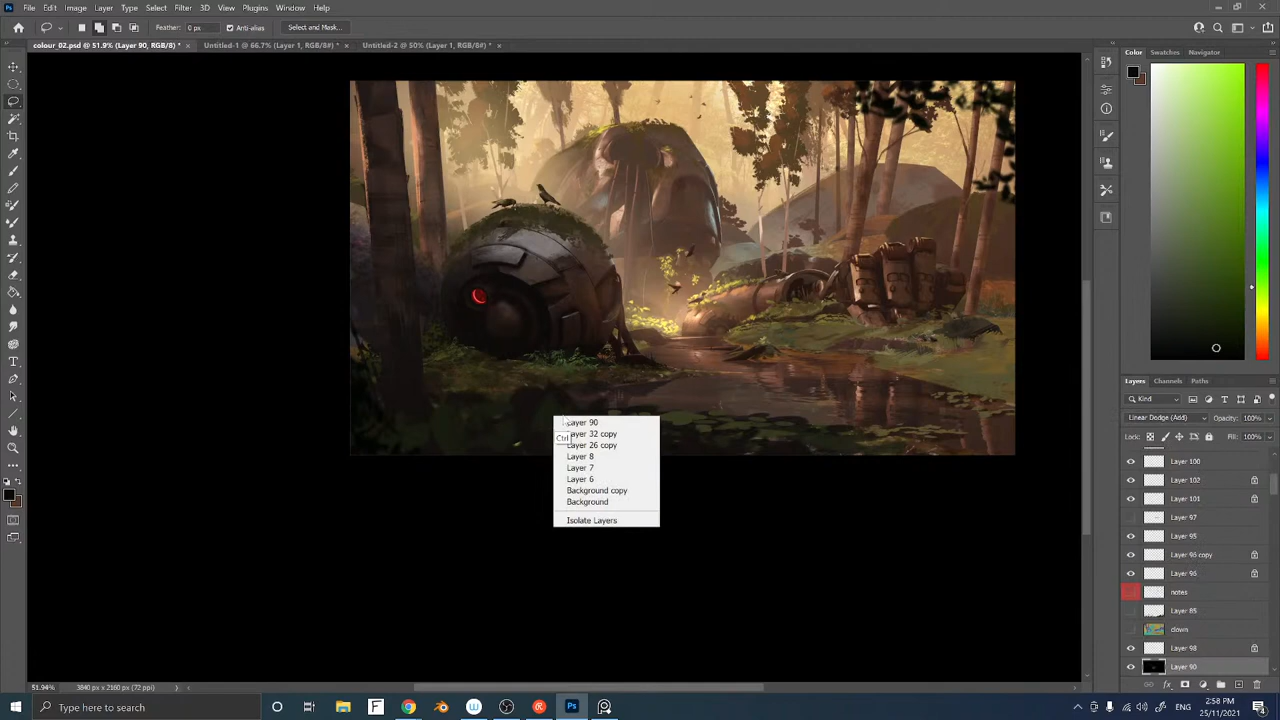 Ps File Edit Image Layer Type Select Filter 3D View Plugins Window Help
Feather: 0 px Anti-alias Select and Mask...
colour_02.psd @ 51.9% (Layer 90, RGB/8) * × Untitled-1 @ 66.7% (Layer 1, RGB/8#) * × Untitled-2 @ 50% (Layer 1, RGB/8#) * ×
Color Swatches Navigator
Layers Channels Paths
Kind
Linear Dodge (Add) Opacity: 100%
Lock: Fill: 100%
Layer 100
Layer 102
Layer 101
Layer 97
Layer 95
Layer 96 copy
Layer 96
notes
Layer 85
clown
Layer 98
Layer 90
Layer 90
Layer 32 copy
Ctrl
Layer 26 copy
Layer 8
Layer 7
Layer 6
Background copy
Background
Isolate Layers
51.94% 3840 px x 2160 px (72 ppi)
Type here to search
2:58 PM
25/11/2021